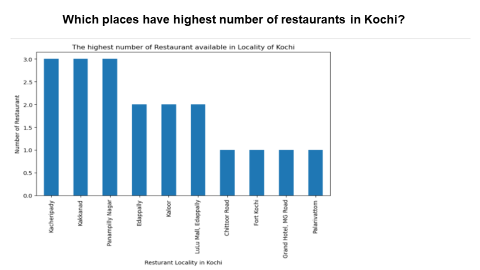 Which places have highest number of restaurants in Kochi?
The highest number of Restaurant available in Locality of Kochi
Number of Restaurant
3.0
2.5
2.0
1.5
1.0
0.5
0.0
Kacheripady
Kakkanad
Panampilly Nagar
Edappally
Kaloor
LuLu Mall, Edappally
Chittoor Road
Fort Kochi
Grand Hotel, MG Road
Palarivattom
Resturant Locality in Kochi